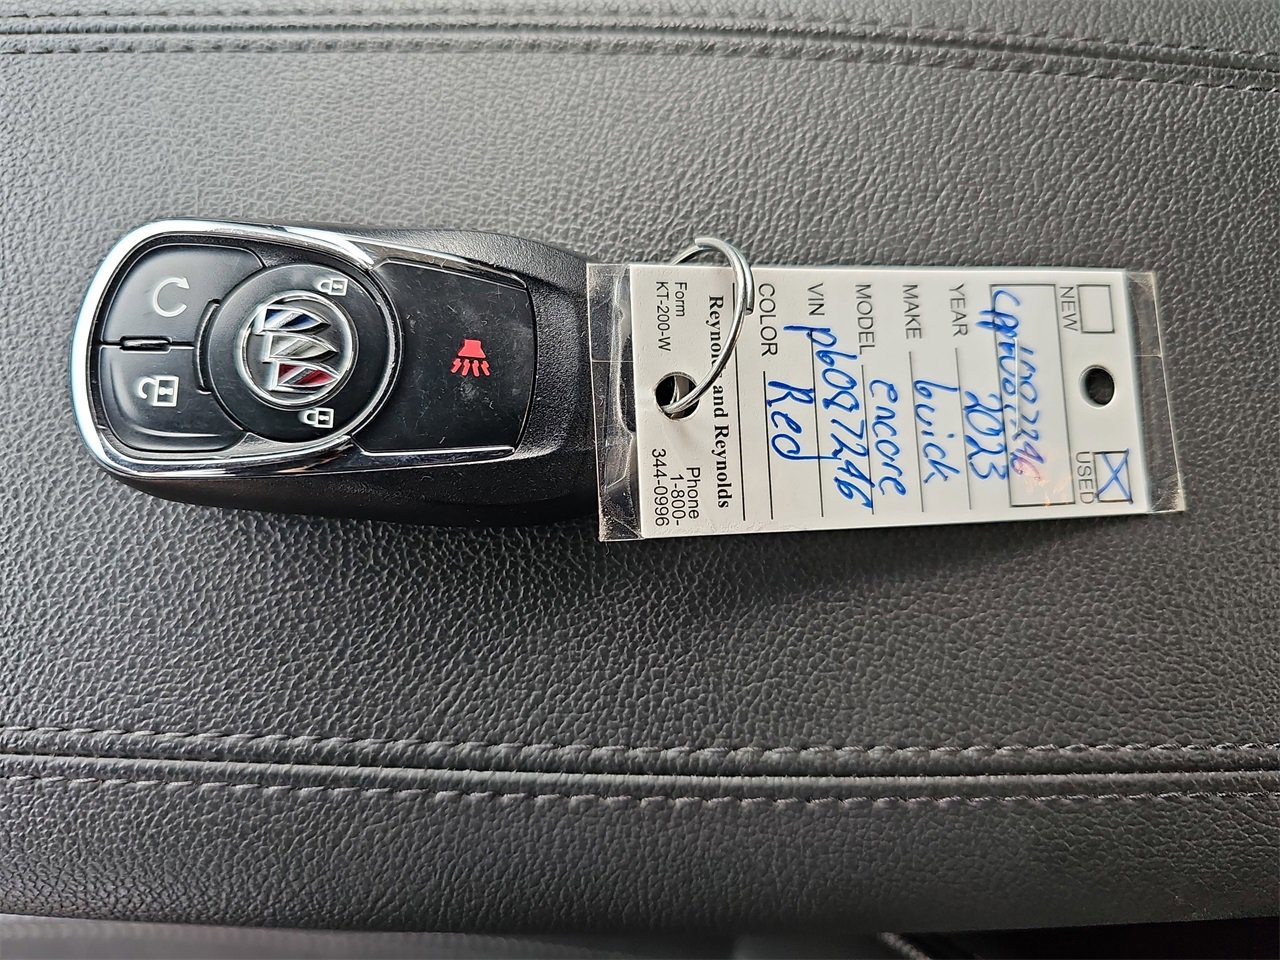 NEW USED
YEAR 2023
MAKE buick
MODEL encore
VIN pb087246
COLOR Red
Reynolds and Reynolds
Form
KT-200-W
Phone
1-800-
344-0996